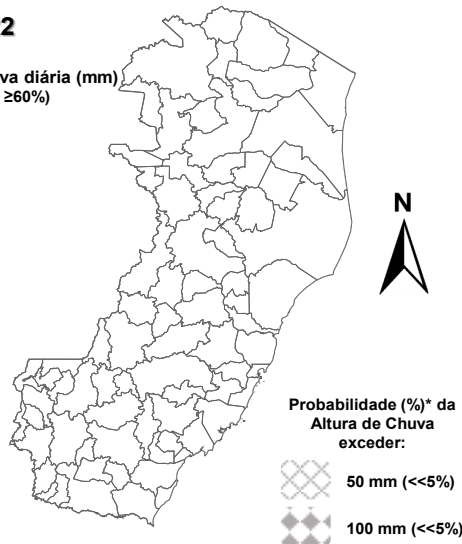 2
va diária (mm)
≥60%)
N
Probabilidade (%)* da
Altura de Chuva
exceder:
50 mm (<<5%)
100 mm (<<5%)